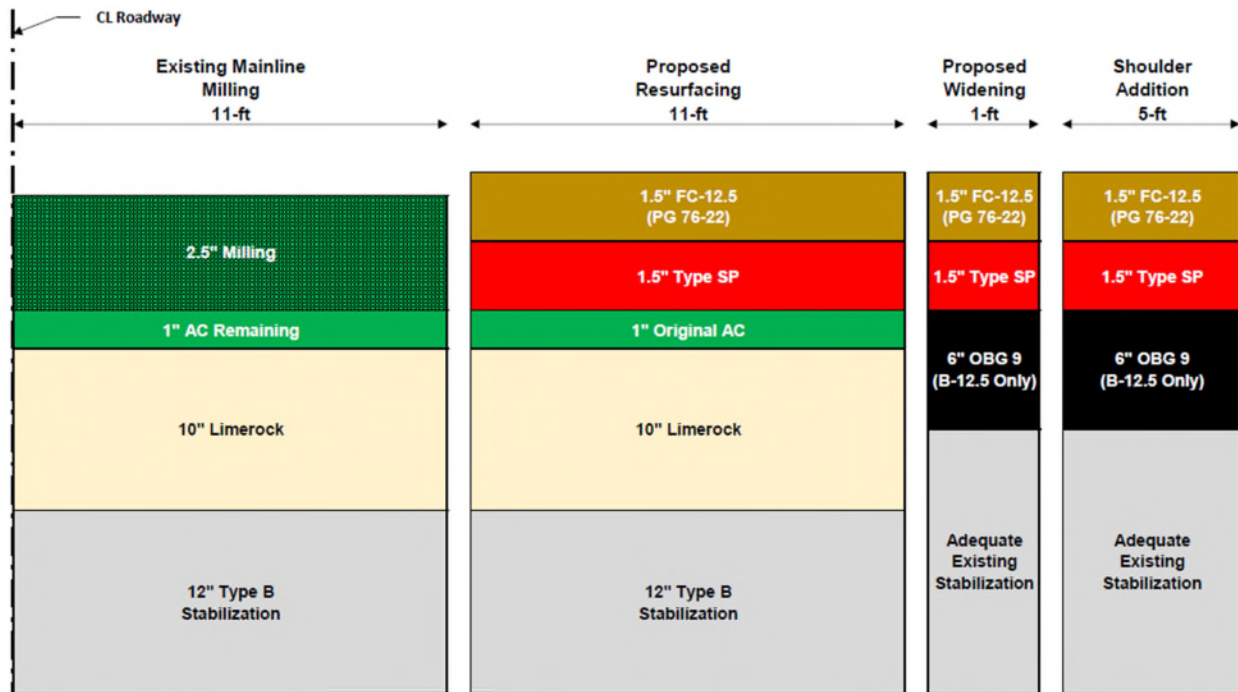 CL Roadway
Existing Mainline
Milling
11-ft
Proposed
Resurfacing
11-ft
Proposed
Widening
1-ft
Shoulder
Addition
5-ft
2.5" Milling
1" AC Remaining
10" Limerock
12" Type B
Stabilization
1.5" FC-12.5
(PG 76-22)
1.5" Type SP
1" Original AC
10" Limerock
12" Type B
Stabilization
1.5" FC-12.5
(PG 76-22)
1.5" Type SP
6" OBG 9
(B-12.5 Only)
Adequate
Existing
Stabilization
1.5" FC-12.5
(PG 76-22)
1.5" Type SP
6" OBG 9
(B-12.5 Only)
Adequate
Existing
Stabilization